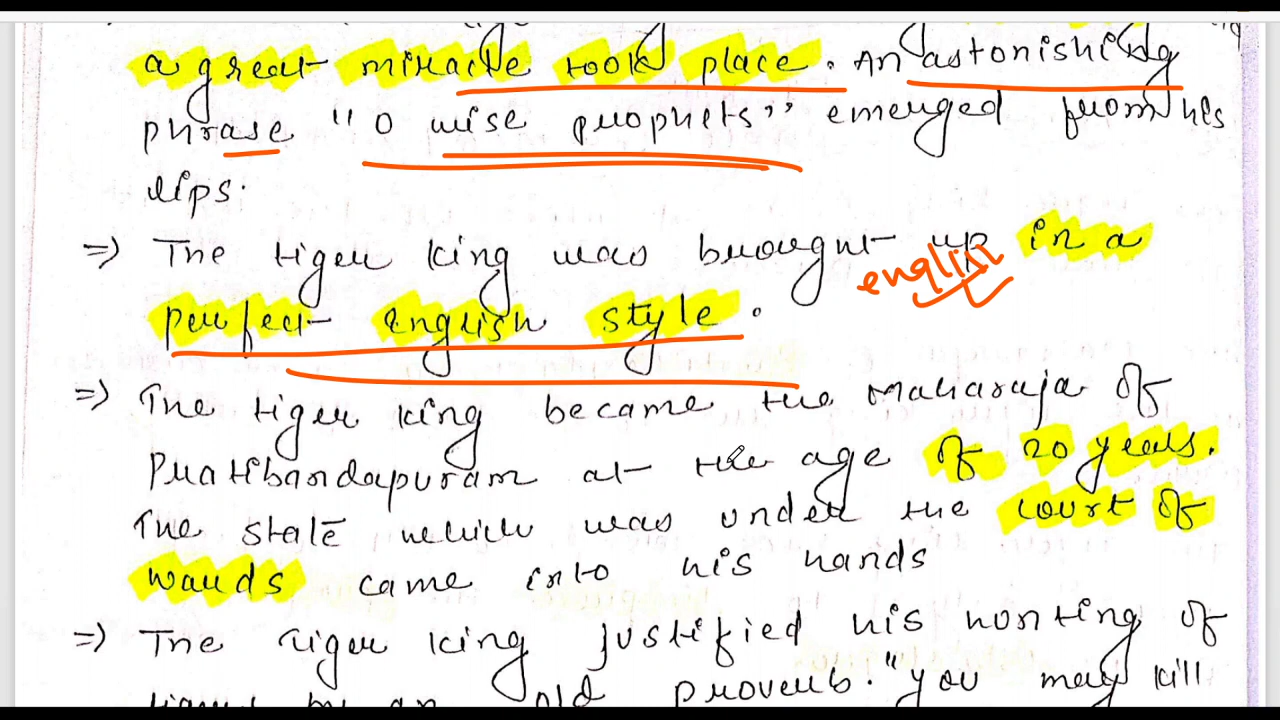 a great miracle took place. An astonishing
phrase "O wise prophets" emerged from his
lips.
=> The tiger king was brought up in a
english
perfect english style.
=> The tiger king became the Maharaja of
Pratibandapuram at the age of 20 years.
The state which was under the court of
wards came into his hands
=> The tiger king justified his hunting of
old proverb. "you may kill